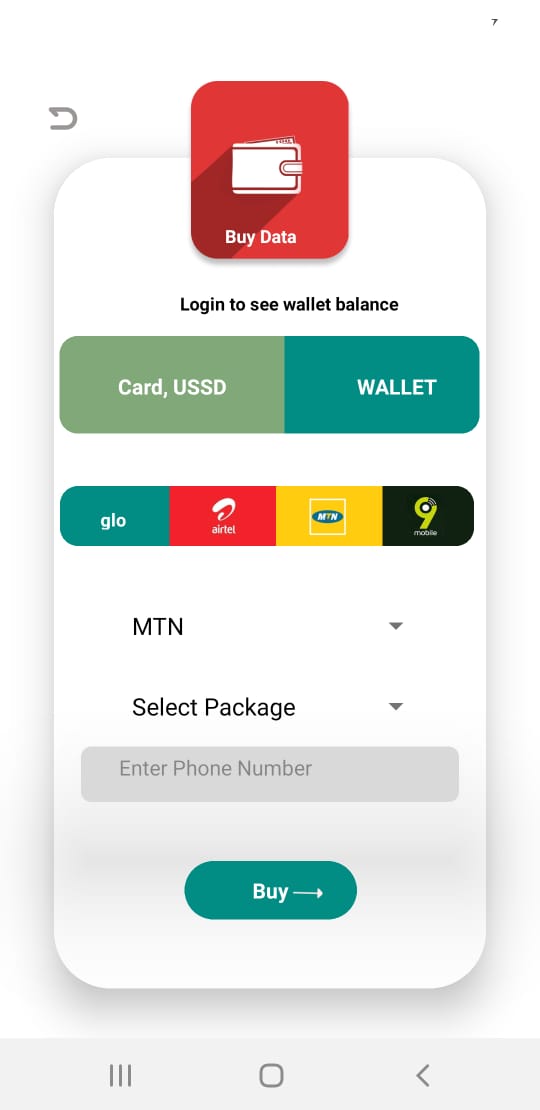 Buy Data
Login to see wallet balance
Card, USSD
WALLET
glo
airtel
MTN
9
mobile
MTN
Select Package
Enter Phone Number
Buy